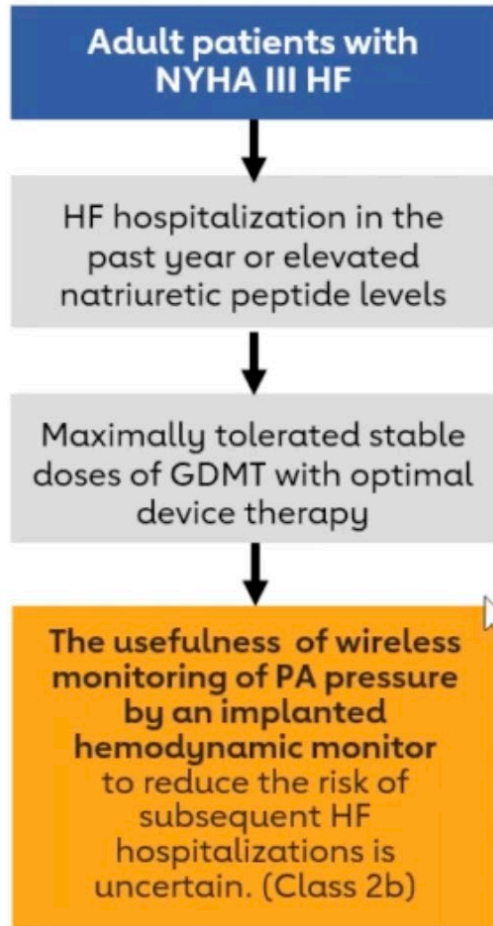 Adult patients with
NYHA III HF
HF hospitalization in the
past year or elevated
natriuretic peptide levels
Maximally tolerated stable
doses of GDMT with optimal
device therapy
The usefulness of wireless
monitoring of PA pressure
by an implanted
hemodynamic monitor
to reduce the risk of
subsequent HF
hospitalizations is
uncertain. (Class 2b)